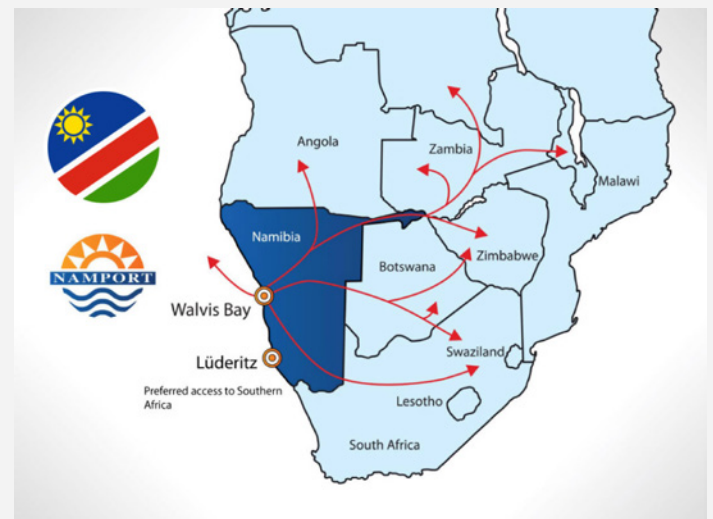 Angola
Zambia
Malawi
Namibia
NAMPORT
Botswana
Zimbabwe
Walvis Bay
Swaziland
Lüderitz
Preferred access to Southern
Africa
Lesotho
South Africa